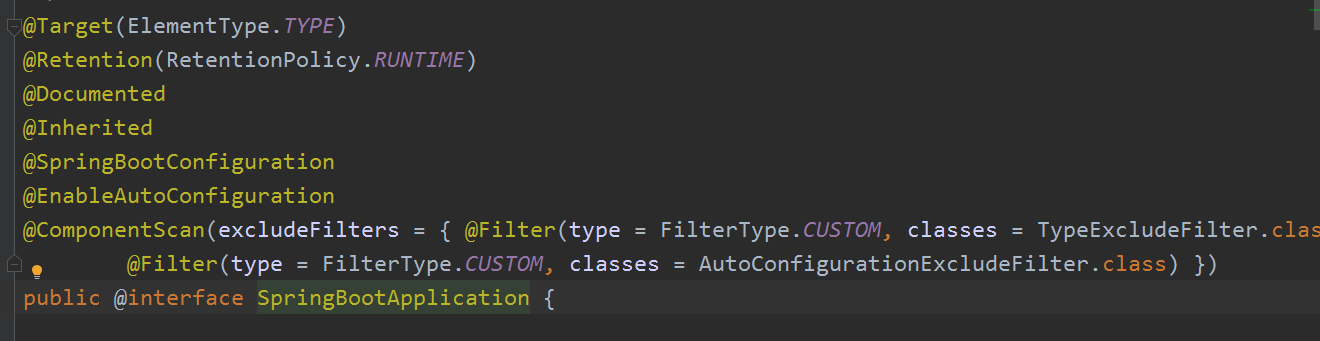 @Target(ElementType.TYPE)
@Retention(RetentionPolicy.RUNTIME)
@Documented
@Inherited
@SpringBootConfiguration
@EnableAutoConfiguration
@ComponentScan(excludeFilters = { @Filter(type = FilterType.CUSTOM, classes = TypeExcludeFilter.clas
@Filter(type = FilterType.CUSTOM, classes = AutoConfigurationExcludeFilter.class) })
public @interface SpringBootApplication {